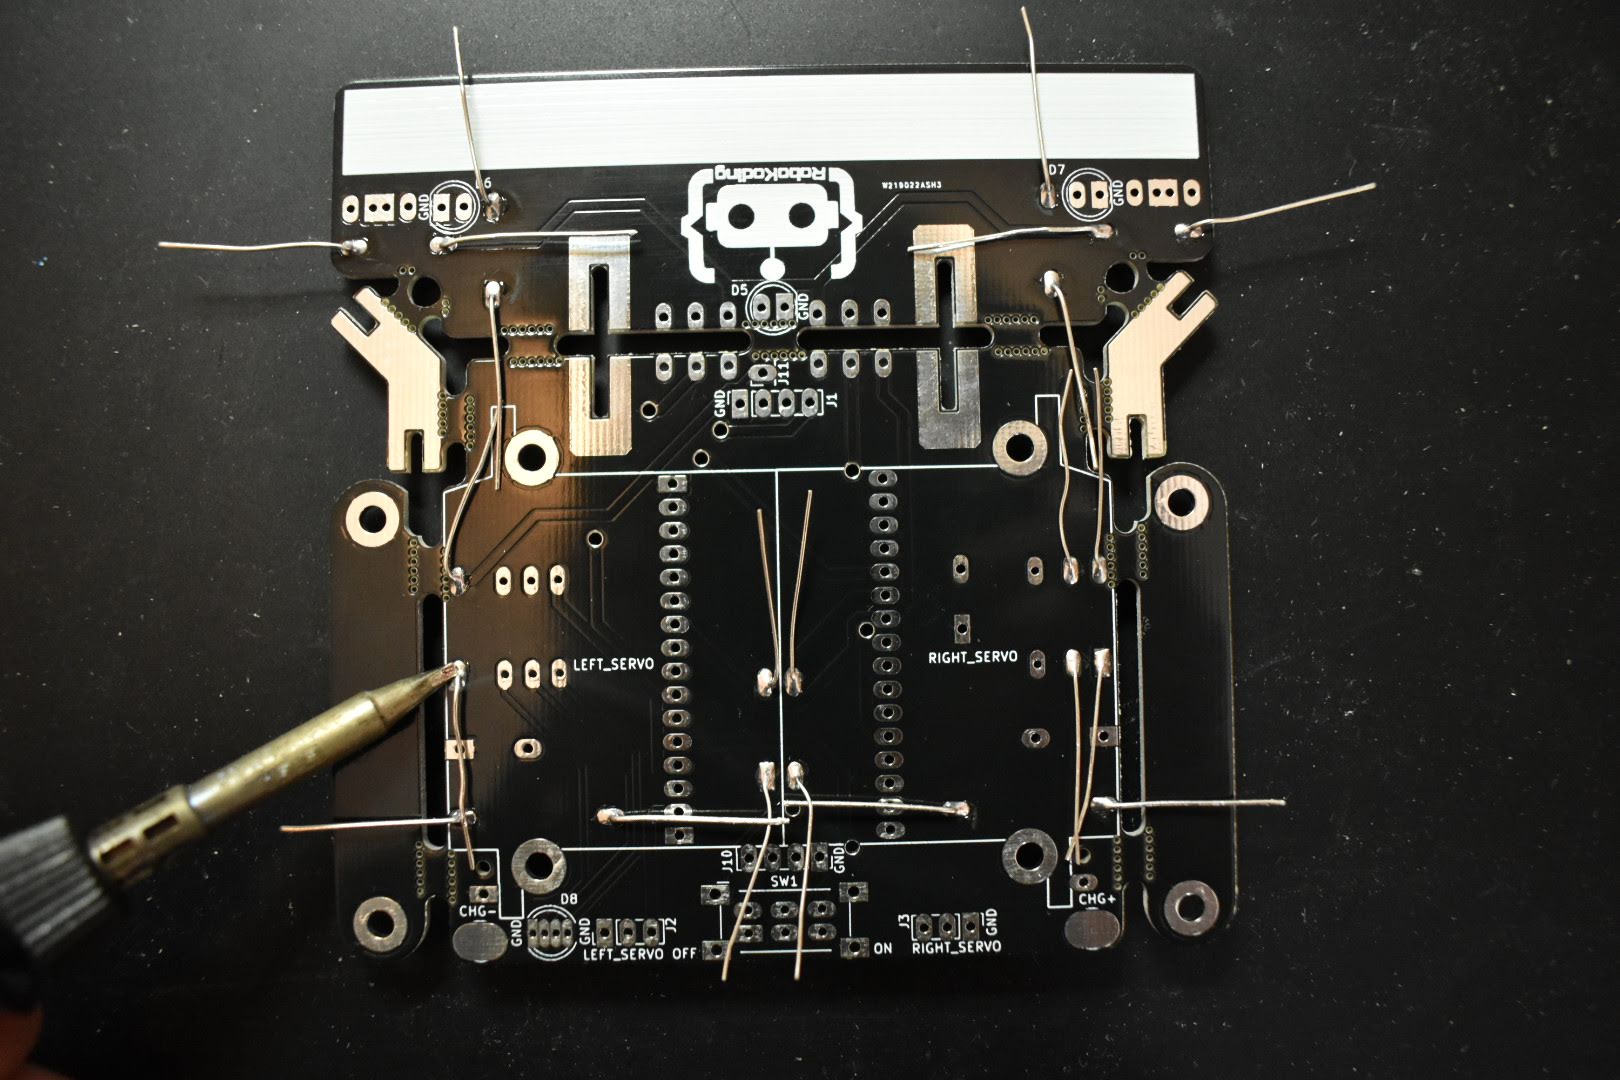 RoboKoding
W219022ASH3
D6
GND
D7
GND
D5
GND
J11
GND
J1
LEFT_SERVO
RIGHT_SERVO
J10
GND
SW1
CHG-
D8
GND
GND
J2
LEFT_SERVO
OFF
ON
J3
GND
RIGHT_SERVO
CHG+